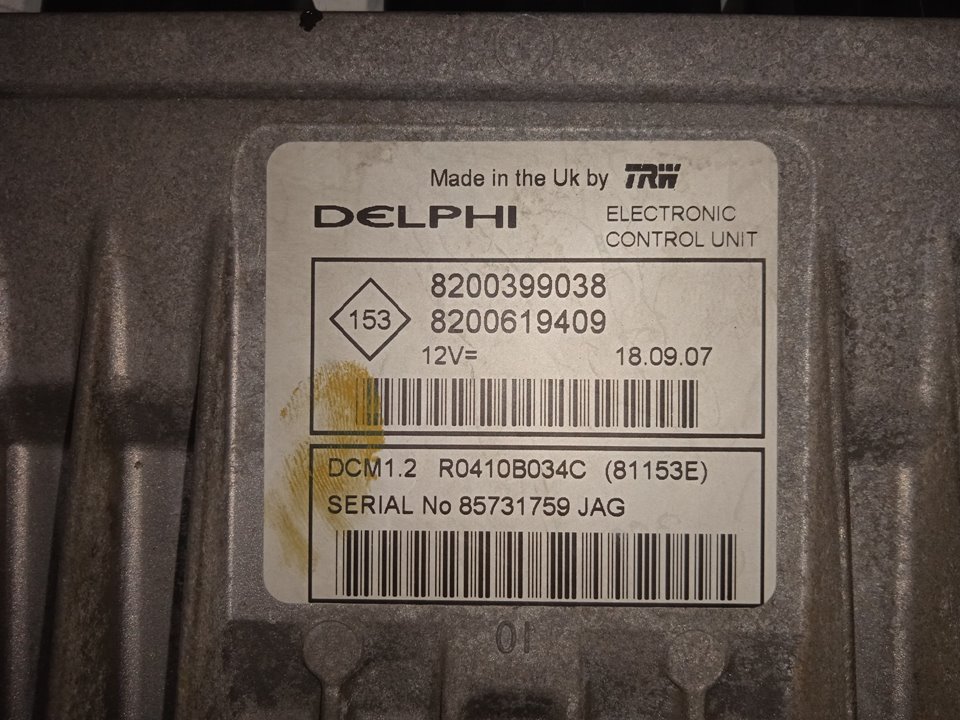 Made in the Uk by TRW
DELPHI
ELECTRONIC
CONTROL UNIT
153
8200399038
8200619409
12V=
18.09.07
DCM1.2 R0410B034C (81153E)
SERIAL No 85731759 JAG
01